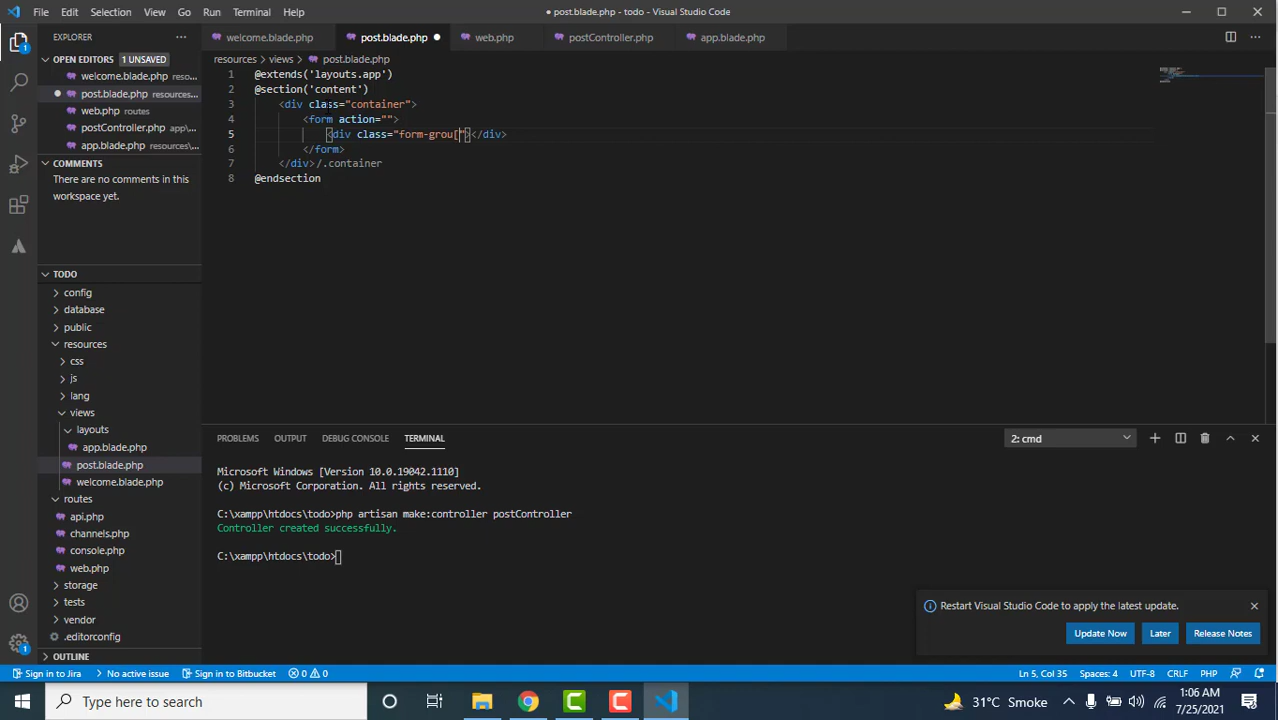 File Edit Selection View Go Run Terminal Help
● post.blade.php - todo - Visual Studio Code
EXPLORER
welcome.blade.php
post.blade.php
web.php
postController.php
app.blade.php
OPEN EDITORS 1 UNSAVED
welcome.blade.php reso...
post.blade.php resources...
web.php routes
postController.php app\...
app.blade.php resources...
COMMENTS
There are no comments in this
workspace yet.
TODO
config
database
public
resources
css
js
lang
views
layouts
app.blade.php
post.blade.php
welcome.blade.php
routes
api.php
channels.php
console.php
web.php
storage
tests
vendor
.editorconfig
OUTLINE
resources > views > post.blade.php
1 @extends('layouts.app')
2 @section('content')
3 <div class="container">
4 <form action="">
5 <div class="form-grou["></div>
6 </form>
7 </div>/.container
8 @endsection
PROBLEMS OUTPUT DEBUG CONSOLE TERMINAL
2: cmd
Microsoft Windows [Version 10.0.19042.1110]
(c) Microsoft Corporation. All rights reserved.
C:\xampp\htdocs\todo>php artisan make:controller postController
Controller created successfully.
C:\xampp\htdocs\todo>
Restart Visual Studio Code to apply the latest update.
Update Now Later Release Notes
1
1
Sign in to Jira No active issue Sign in to Bitbucket 0 0
Ln 5, Col 35 Spaces: 4 UTF-8 CRLF PHP
Type here to search
31°C Smoke
1:06 AM
7/25/2021